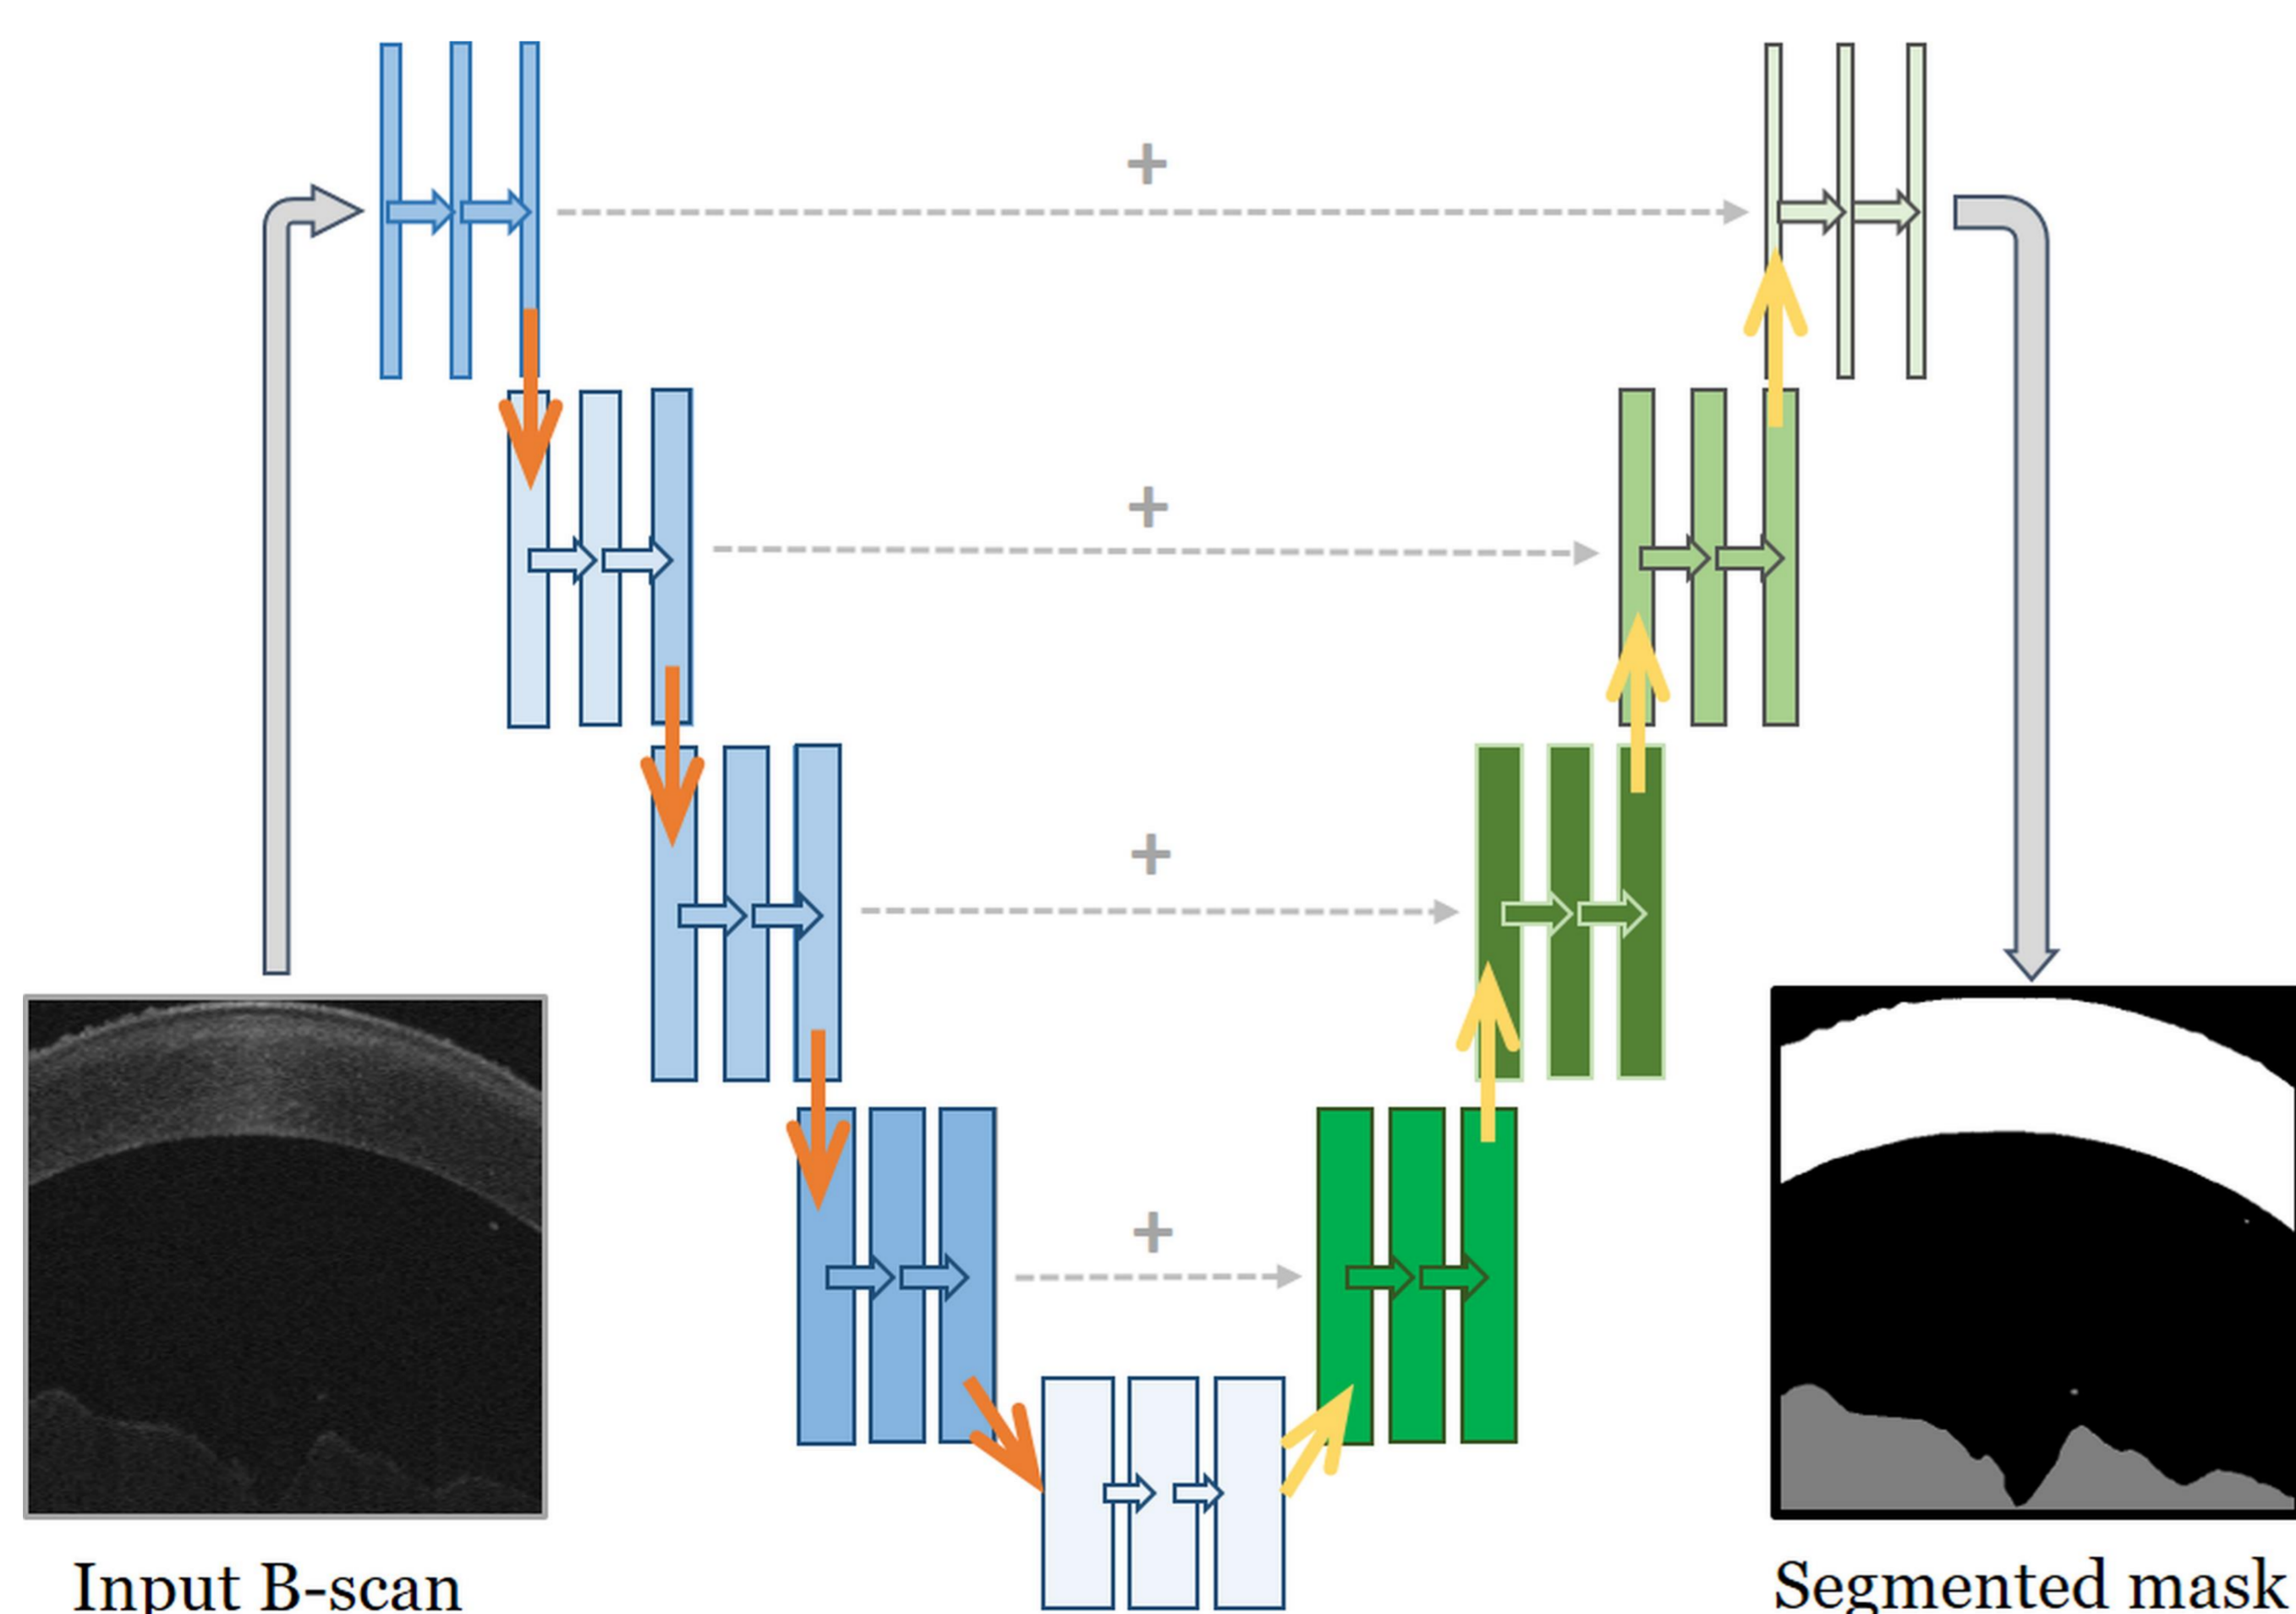 +
+
+
+
Input B-scan
Segmented mask